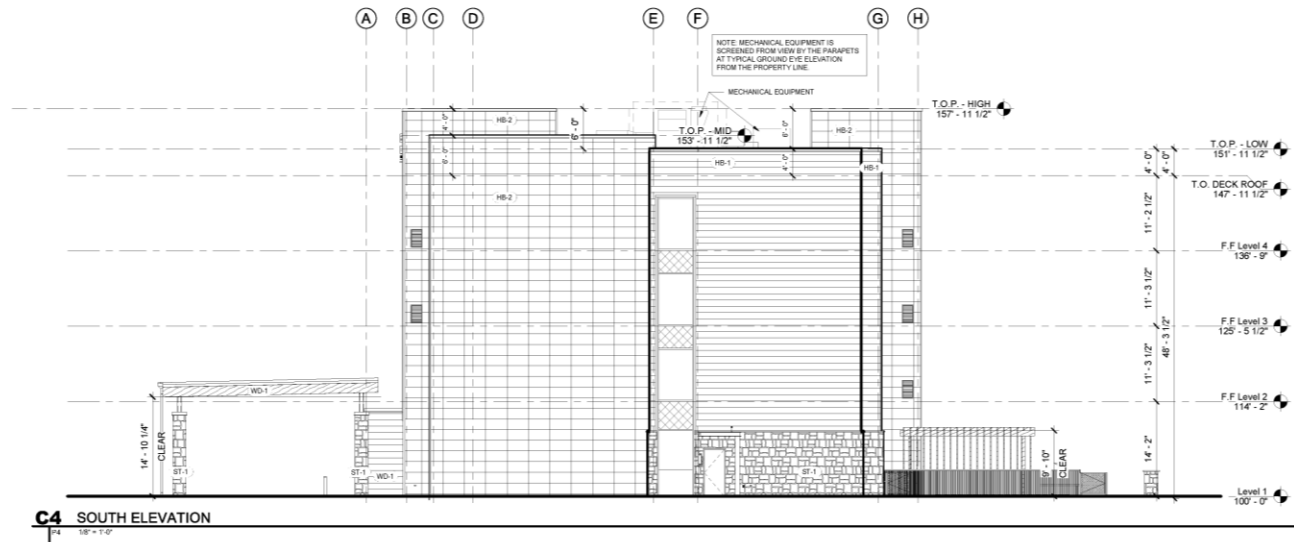 A B C D E F G H
NOTE: MECHANICAL EQUIPMENT IS
SCREENED FROM VIEW BY THE PARAPETS
AT TYPICAL GROUND EYE ELEVATION
FROM THE PROPERTY LINE.
MECHANICAL EQUIPMENT
T.O.P. - HIGH
157' - 11 1/2"
4' - 0"
HB-2
6' - 0"
6' - 0"
HB-2
T.O.P. - MID
153' - 11 1/2"
T.O.P. - LOW
151' - 11 1/2"
6' - 0"
HB-1
4' - 0"
HB-1
4' - 0"
4' - 0"
HB-2
T.O. DECK ROOF
147' - 11 1/2"
11' - 2 1/2"
F.F Level 4
136' - 9"
11' - 3 1/2"
F.F Level 3
125' - 5 1/2"
48' - 3 1/2"
11' - 3 1/2"
WD-1
F.F Level 2
114' - 2"
14' - 10 1/4"
CLEAR
ST-1
ST-1
WD-1
ST-1
9' - 10"
CLEAR
14' - 2"
Level 1
100' - 0"
C4 SOUTH ELEVATION
P4 1/8" = 1'-0"